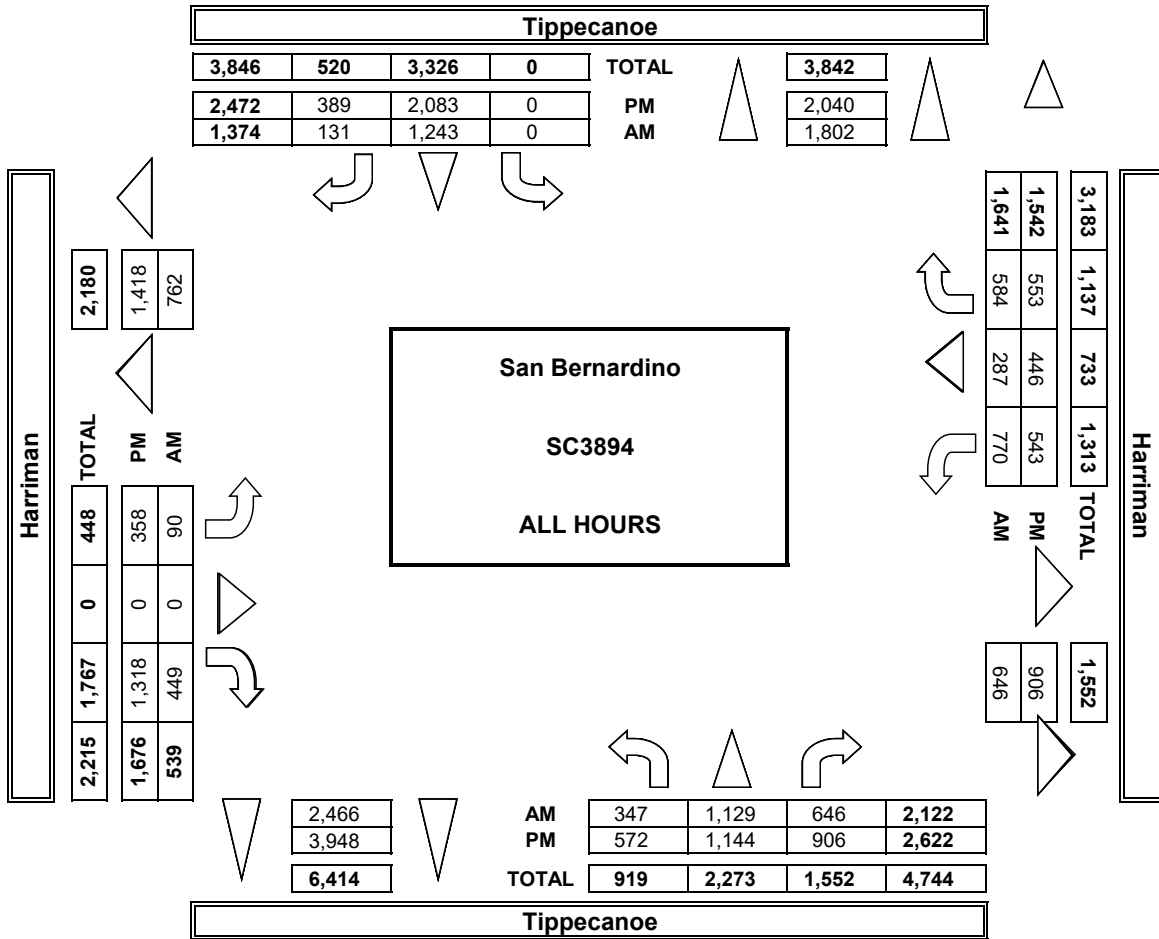 Tippecanoe
3,846 520 3,326 0 TOTAL 3,842
2,472 389 2,083 0 PM 2,040
1,374 131 1,243 0 AM 1,802
Harriman
2,180
1,418
762
TOTAL
PM
AM
448 0 1,767 2,215
358 0 1,318 1,676
90 0 449 539
San Bernardino
SC3894
ALL HOURS
3,183 1,137 733 1,313 TOTAL 1,552
1,542 553 446 543 PM 906
1,641 584 287 770 AM 646
Harriman
2,466 AM 347 1,129 646 2,122
3,948 PM 572 1,144 906 2,622
6,414 TOTAL 919 2,273 1,552 4,744
Tippecanoe